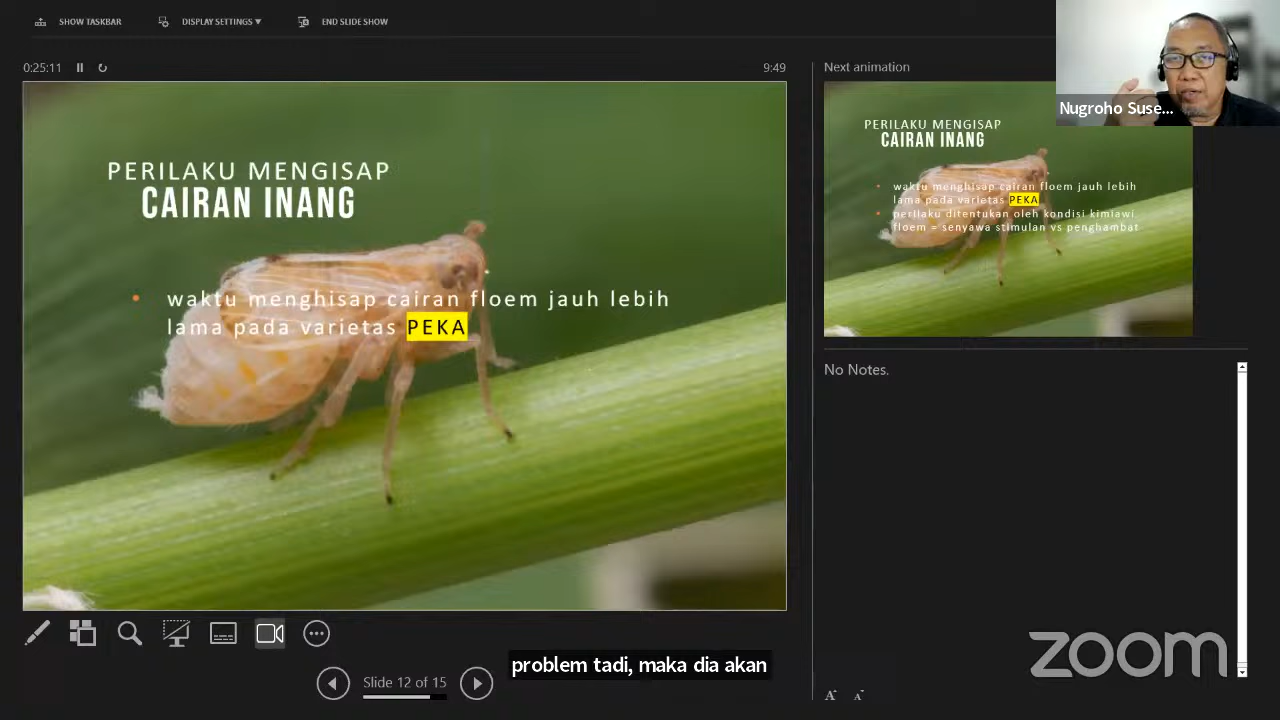 SHOW TASKBAR
DISPLAY SETTINGS ▼
END SLIDE SHOW
0:25:11
9:49
Next animation
Nugroho Suse...
PERILAKU MENGISAP
CAIRAN INANG
• waktu menghisap cairan floem jauh lebih
lama pada varietas PEKA
PERILAKU MENGISAP
CAIRAN INANG
• waktu menghisap cairan floem jauh lebih
lama pada varietas PEKA
• perilaku ditentukan oleh kondisi kimiawi
floem = senyawa stimulan vs penghambat
No Notes.
zoom
problem tadi, maka dia akan
Slide 12 of 15
A A